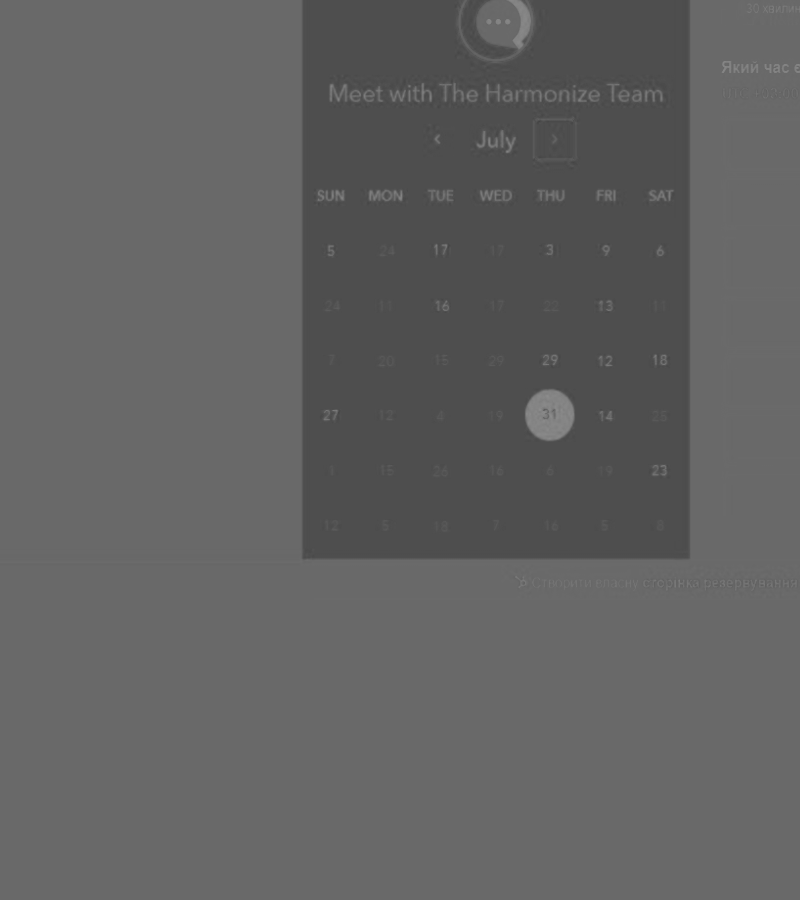 30 хвилин
Який час є
Meet with The Harmonize Team
‹ July ›
SUN MON TUE WED THU FRI SAT
5 24 17 17 3 9 6
24 11 16 17 22 13 11
7 20 15 29 29 12 18
27 12 4 19 31 14 25
1 15 26 16 6 19 23
12 5 18 7 16 5 8
Створити власну сторінка резервування